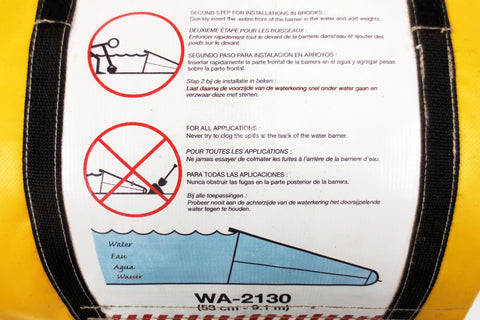 SECOND STEP FOR INSTALLATIONS IN BROOKS :
Quickly insert the entire front of the barrier in the water and add weights.
DEUXIEME ÉTAPE POUR LES RUISSEAUX :
Enfoncer rapidement tout le devant de la barrière dans l'eau et ajouter des
poids sur le devant.
SEGUNDO PASO PARA INSTALACION EN ARROYOS :
Insertar rapidamente la parte frontal de la barrera en el agua y agregar pesas
sobre la parte frontal.
Stap 2 bij de installatie in beken :
Laat daarna de voorzijde van de waterkering snel onder water gaan en
verzwaar deze met stenen.
FOR ALL APPLICATIONS :
Never try to clog the spills at the back of the water barrier.
POUR TOUTES LES APPLICATIONS :
Ne jamais essayer de colmater les fuites à l'arrière de la barrière d'eau.
PARA TODAS LAS APLICACIONES :
Nunca obstruir las fugas en la parte posterior de la barrera.
Bij alle toepassingen :
Probeer nooit aan de achterzijde van de waterkering het doorsijpelende
water tegen te houden.
Water
Eau
Agua
Wasser
WA-2130
(53 cm - 9.1 m)